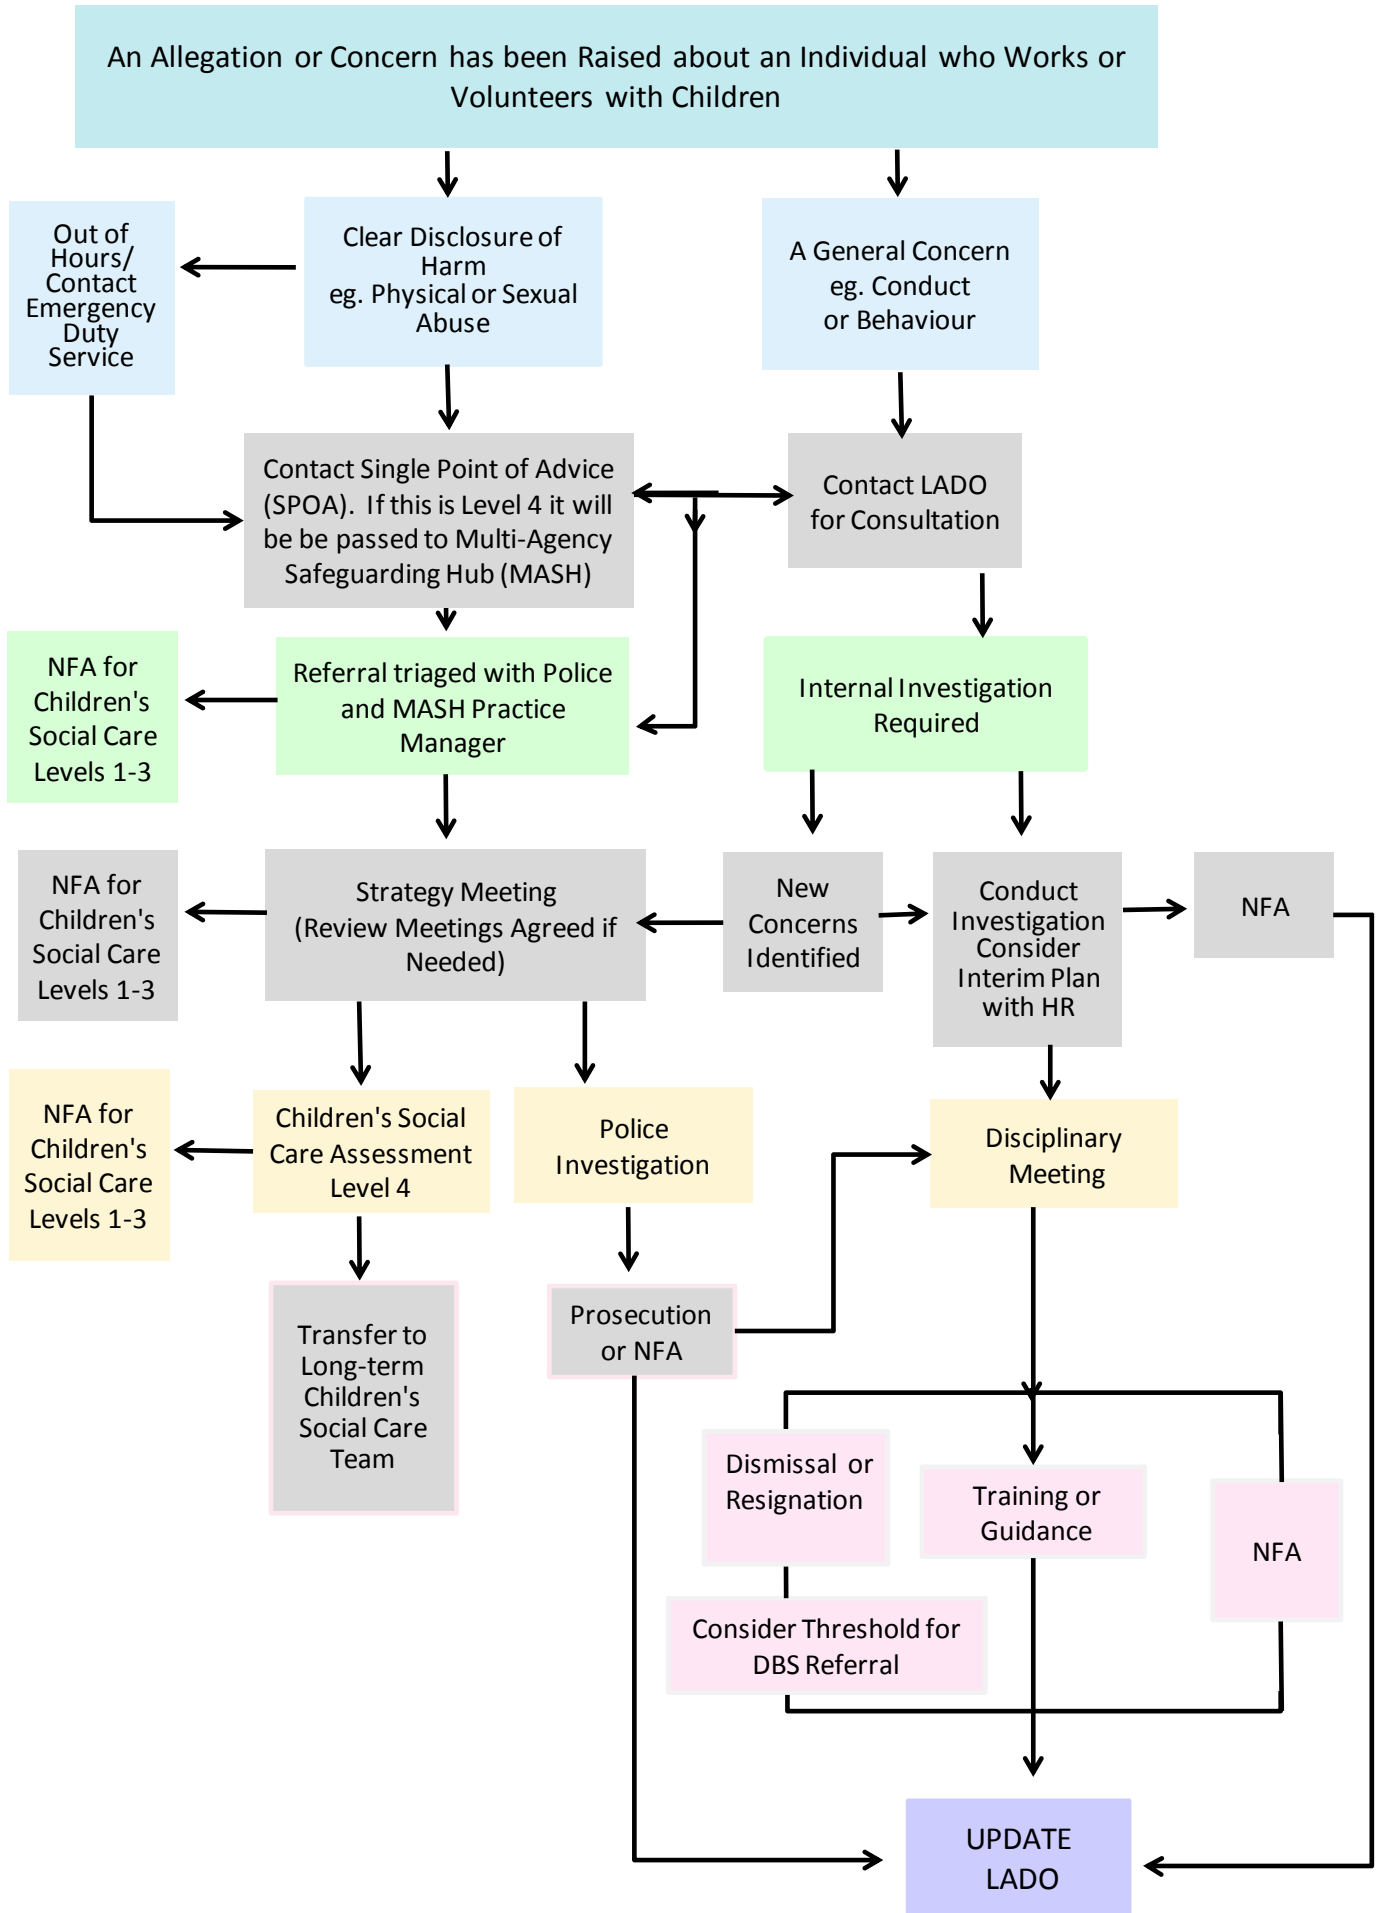 An Allegation or Concern has been Raised about an Individual who Works or
Volunteers with Children
Out of
Hours/
Contact
Emergency
Duty
Service
Clear Disclosure of
Harm
eg. Physical or Sexual
Abuse
A General Concern
eg. Conduct
or Behaviour
Contact Single Point of Advice
(SPOA). If this is Level 4 it will
be be passed to Multi-Agency
Safeguarding Hub (MASH)
Contact LADO
for Consultation
NFA for
Children's
Social Care
Levels 1-3
Referral triaged with Police
and MASH Practice
Manager
Internal Investigation
Required
NFA for
Children's
Social Care
Levels 1-3
Strategy Meeting
(Review Meetings Agreed if
Needed)
New
Concerns
Identified
Conduct
Investigation
Consider
Interim Plan
with HR
NFA
NFA for
Children's
Social Care
Levels 1-3
Children's Social
Care Assessment
Level 4
Police
Investigation
Disciplinary
Meeting
Transfer to
Long-term
Children's
Social Care
Team
Prosecution
or NFA
Dismissal or
Resignation
Training or
Guidance
NFA
Consider Threshold for
DBS Referral
UPDATE
LADO